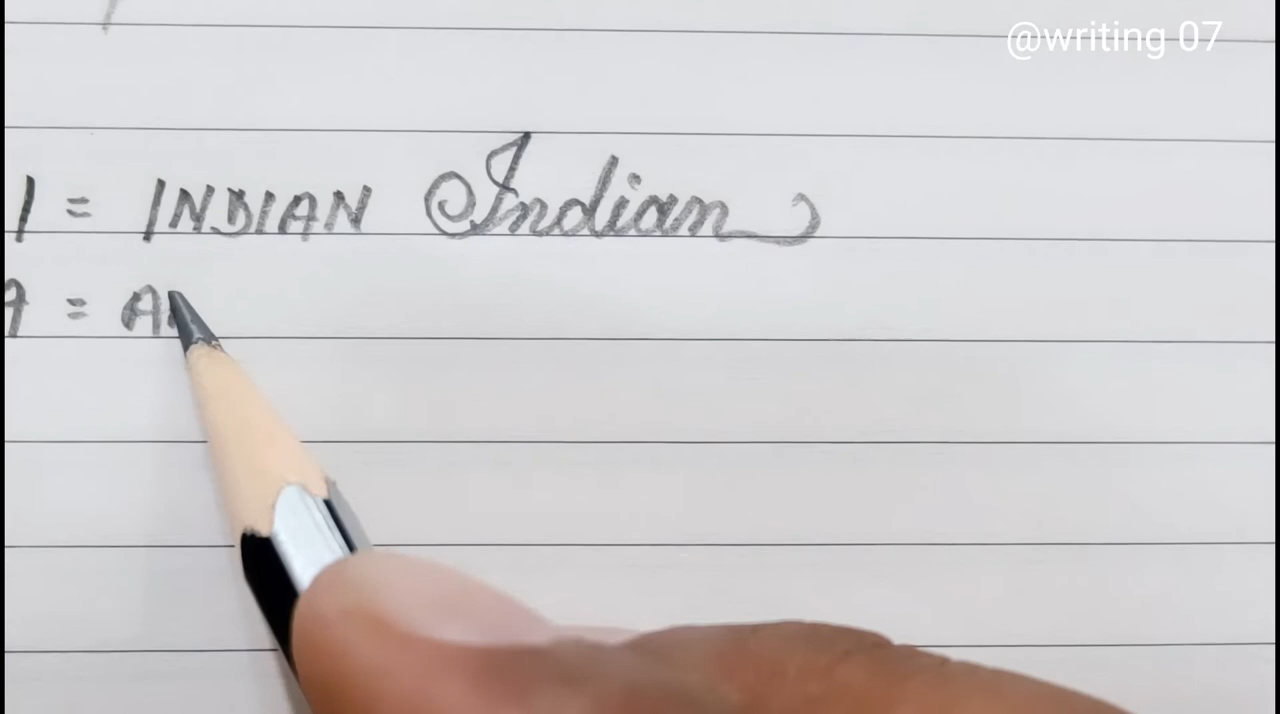 @writing 07
I = INDIAN Indian
A = A